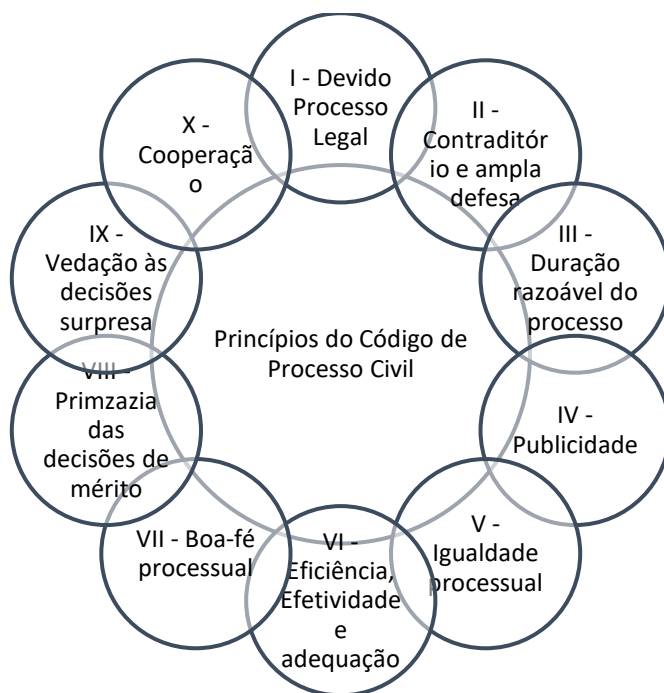 I - Devido
Processo
Legal
II -
Contraditór
io e ampla
defesa
III -
Duração
razoável do
processo
IV -
Publicidade
V -
Igualdade
processual
VI -
Eficiência,
Efetividade
e
adequação
VII - Boa-fé
processual
VIII -
Primzazia
das
decisões de
mérito
IX -
Vedação às
decisões
surpresa
X -
Cooperaçã
o
Princípios do Código de
Processo Civil